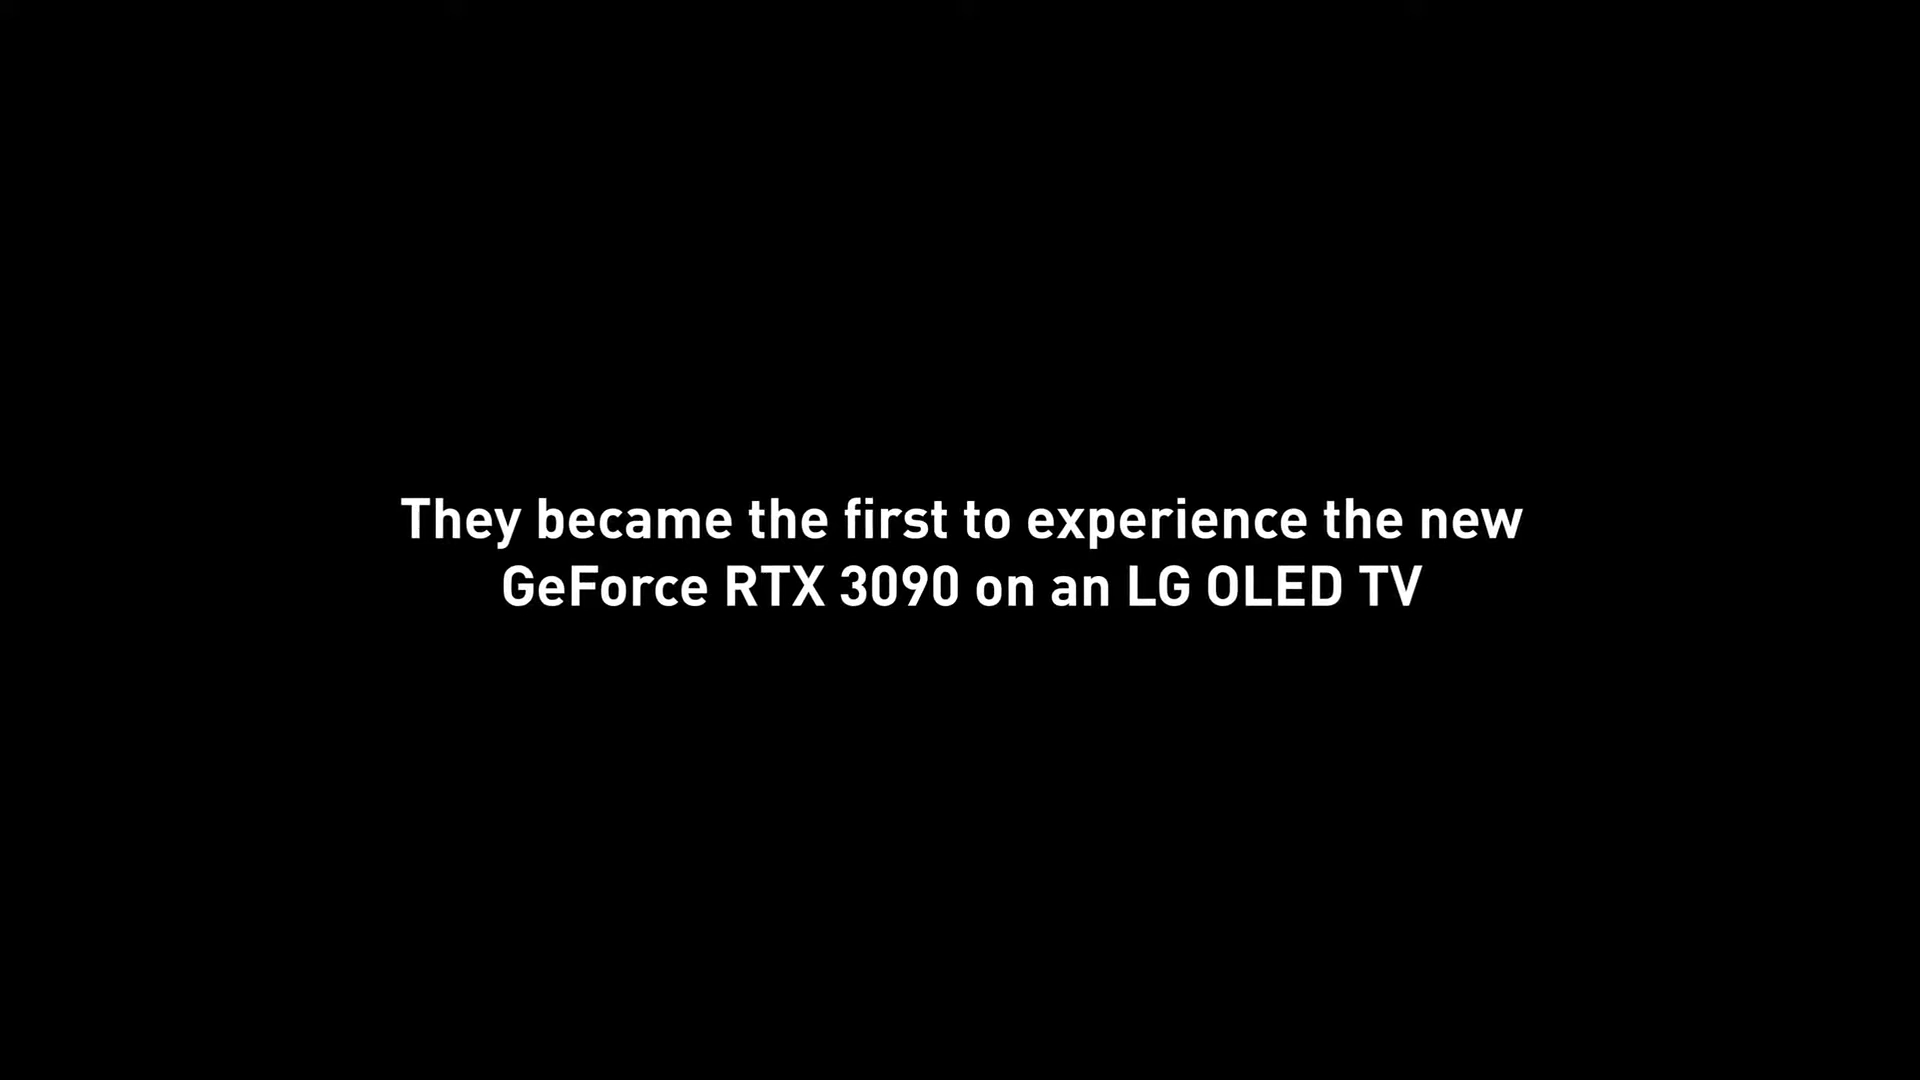 They became the first to experience the new
GeForce RTX 3090 on an LG OLED TV